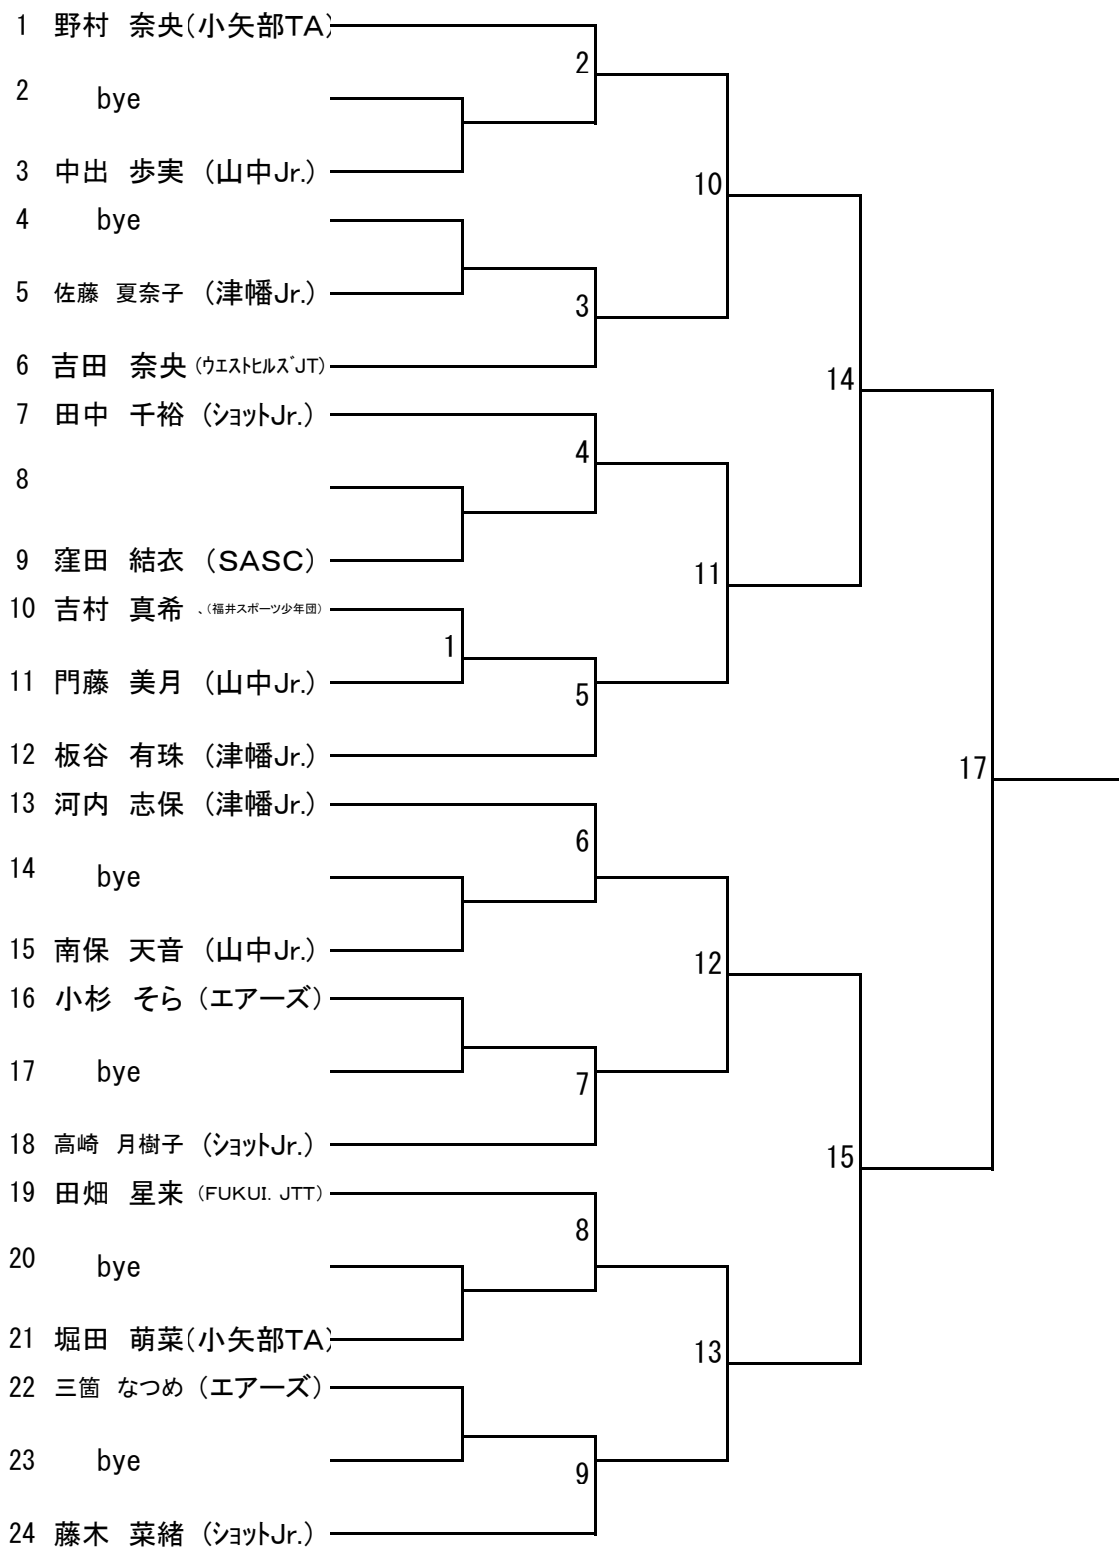 1 野村 奈央(小矢部TA)
2
2 bye
3 中出 歩実 (山中Jr.)
10
4 bye
5 佐藤 夏奈子 (津幡Jr.)
3
6 吉田 奈央 (ウエストヒルズJT)
14
7 田中 千裕 (ショットJr.)
4
8
9 窪田 結衣 (SASC)
11
10 吉村 真希 、(福井スポーツ少年団)
1
11 門藤 美月 (山中Jr.)
5
12 板谷 有珠 (津幡Jr.)
17
13 河内 志保 (津幡Jr.)
6
14 bye
15 南保 天音 (山中Jr.)
12
16 小杉 そら (エアーズ)
17 bye
7
18 高崎 月樹子 (ショットJr.)
15
19 田畑 星来 (FUKUI. JTT)
8
20 bye
21 堀田 萌菜(小矢部TA)
13
22 三箇 なつめ (エアーズ)
23 bye
9
24 藤木 菜緒 (ショットJr.)